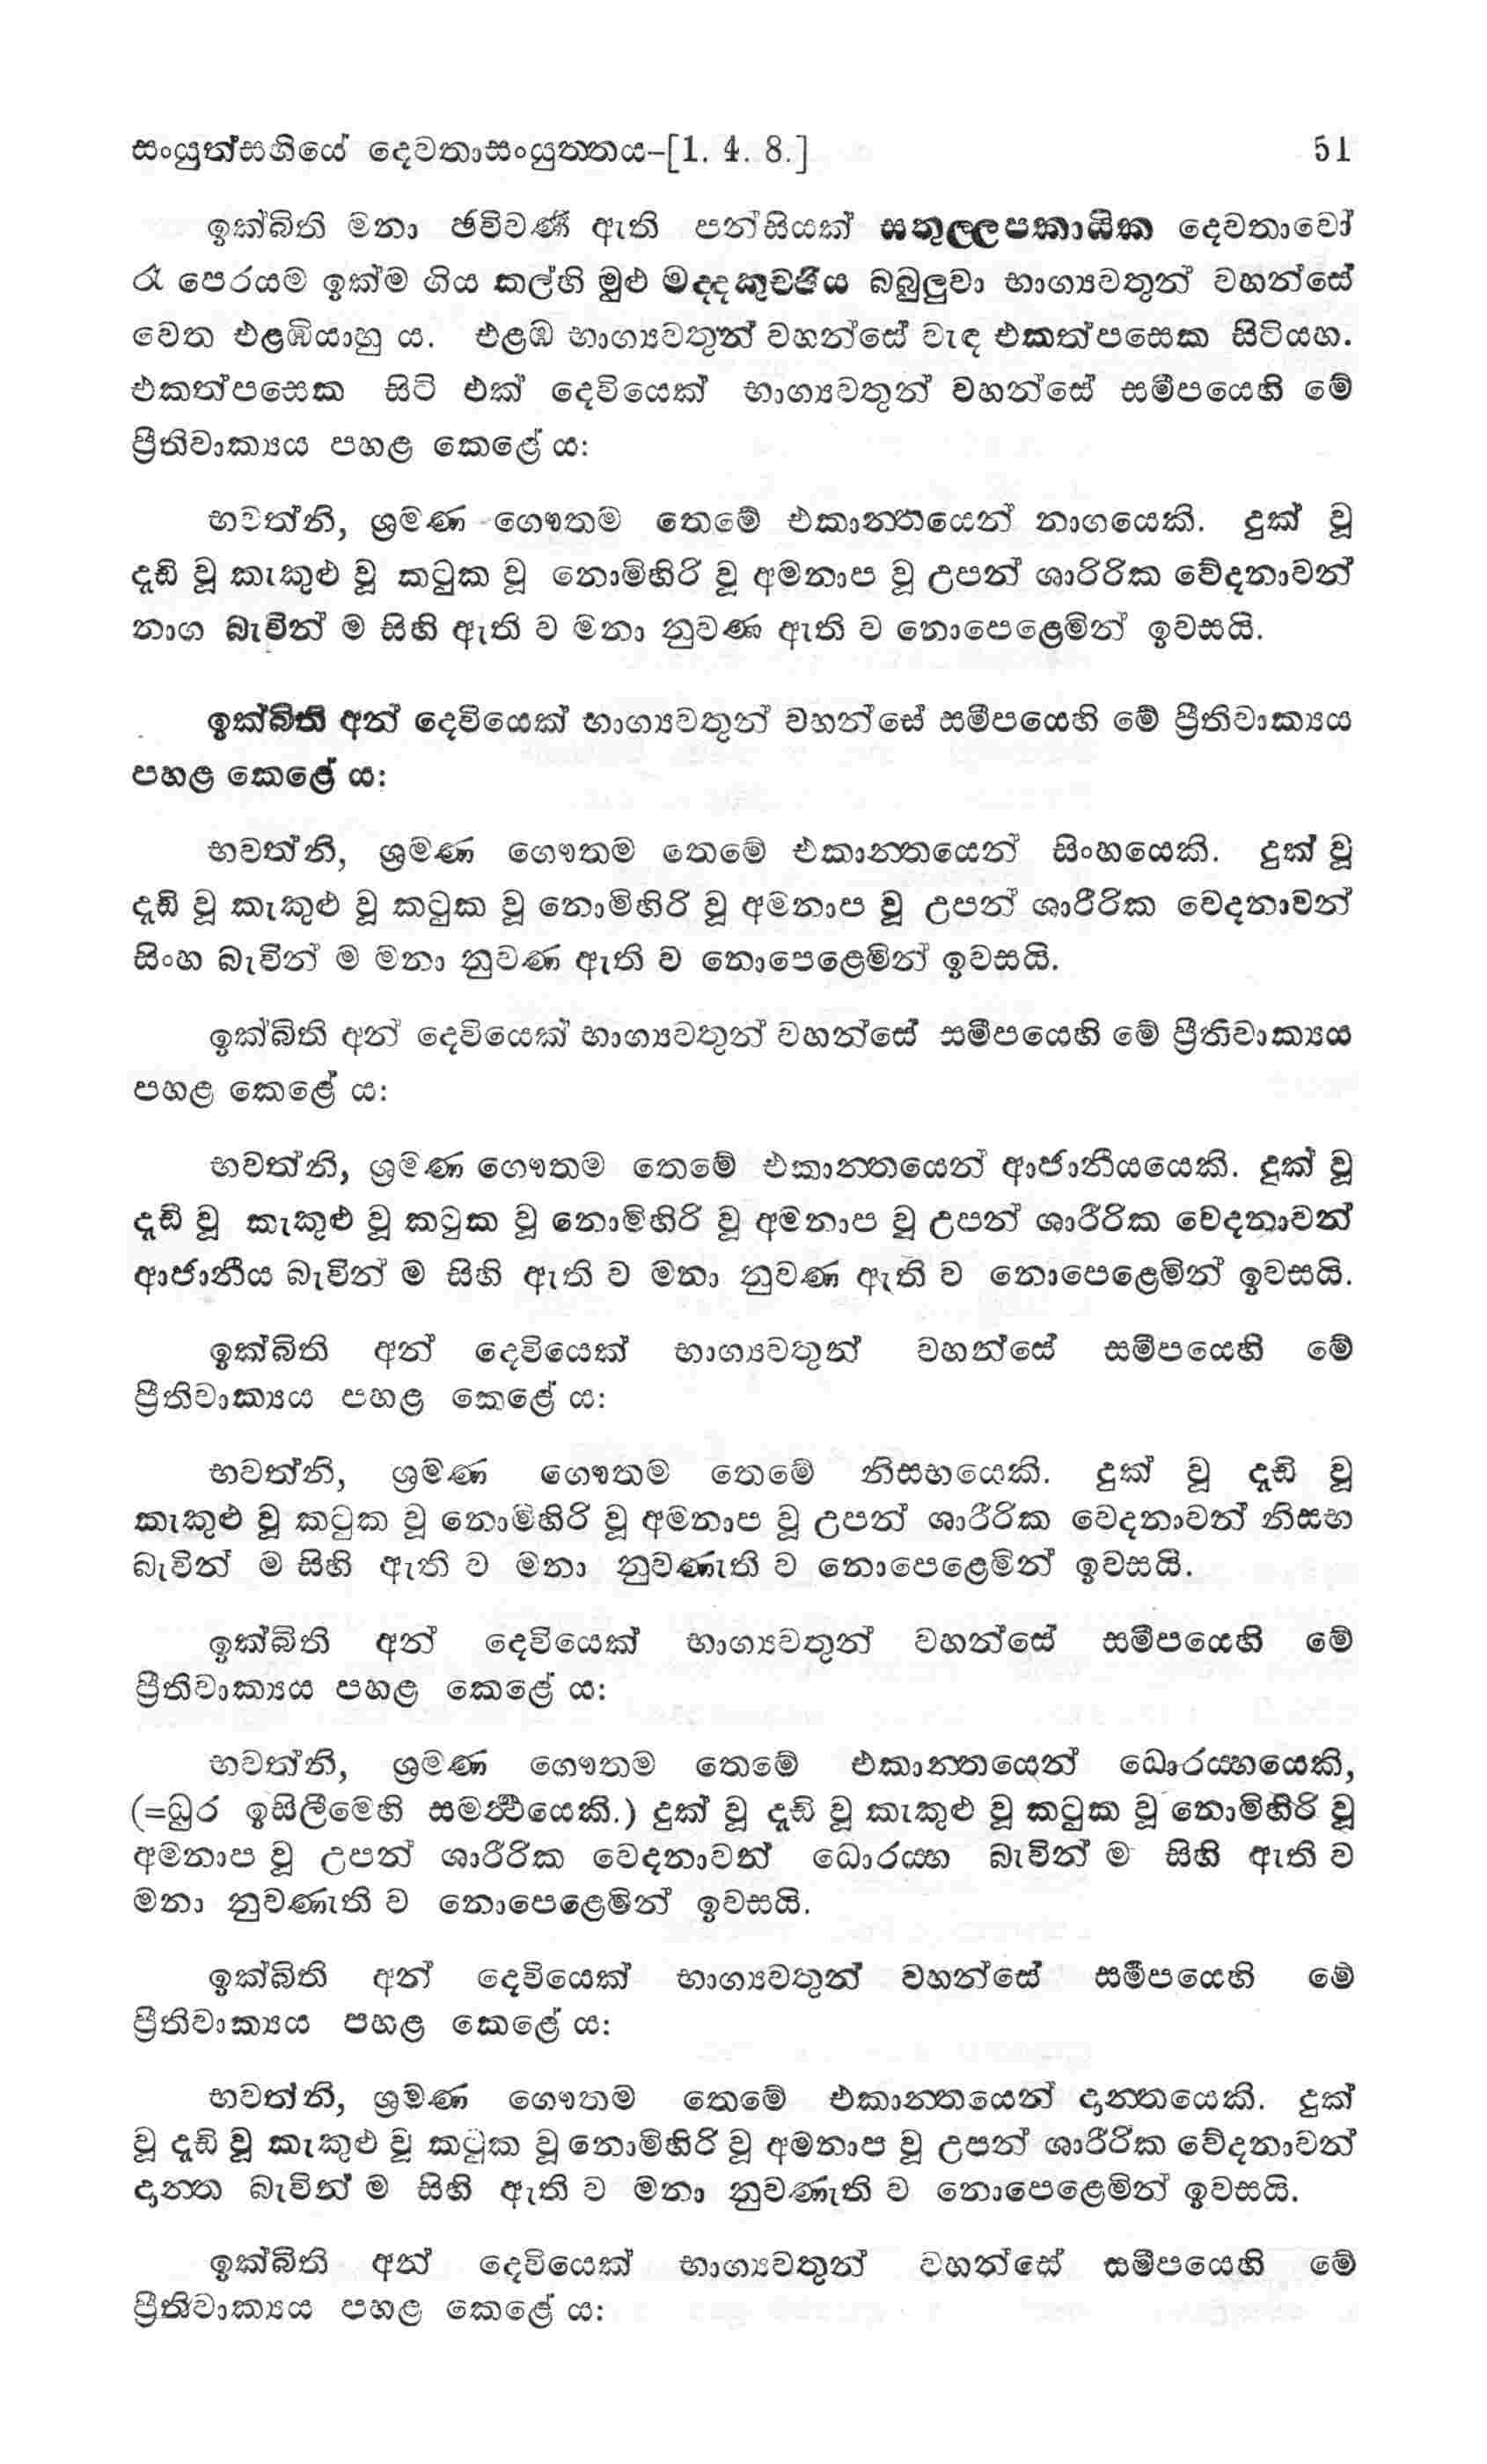 සංයුත්සඟියේ දෙවතාසංයුත්තය–[1. 4. 8.] 51
ඉක්බිති මනා ඡවිවර්ණ ඇති පන්සියක් සතුල්ලපකායික දෙවතාවෝ
රෑ පෙරයම ඉක්ම ගිය කල්හි මුළු මද්දකුච්ඡිය බබුලුවා භාග්‍යවතුන් වහන්සේ
වෙත එළඹියාහු ය. එළඹ භාග්‍යවතුන් වහන්සේ වැඳ එකත්පසෙක සිටියහ.
එකත්පසෙක සිටි එක් දෙවියෙක් භාග්‍යවතුන් වහන්සේ සමීපයෙහි මේ
ප්‍රීතිවාක්‍යය පහළ කෙළේ ය:
භවත්නි, ශ්‍රමණ ගෞතම තෙමේ එකාන්තයෙන් නාගයෙකි. දුක් වූ
දැඩි වූ කැකුළු වූ කටුක වූ නොමිහිරි වූ අමනාප වූ උපන් ශාරිරික වේදනාවන්
නාග බැවින් ම සිහි ඇති ව මනා නුවණ ඇති ව නොපෙළෙමින් ඉවසයි.
ඉක්බිති අන් දෙවියෙක් භාග්‍යවතුන් වහන්සේ සමීපයෙහි මේ ප්‍රීතිවාක්‍යය
පහළ කෙළේ ය:
භවත්නි, ශ්‍රමණ ගෞතම තෙමේ එකාන්තයෙන් සිංහයෙකි. දුක් වූ
දැඩි වූ කැකුළු වූ කටුක වූ නොමිහිරි වූ අමනාප වූ උපන් ශාරීරික වෙදනාවන්
සිංහ බැවින් ම මනා නුවණ ඇති ව නොපෙළෙමින් ඉවසයි.
ඉක්බිති අන් දෙවියෙක් භාග්‍යවතුන් වහන්සේ සමීපයෙහි මේ ප්‍රීතිවාක්‍යය
පහළ කෙළේ ය:
භවත්නි, ශ්‍රමණ ගෞතම තෙමේ එකාන්තයෙන් ආජානීයයෙකි. දුක් වූ
දැඩි වූ කැකුළු වූ කටුක වූ නොමිහිරි වූ අමනාප වූ උපන් ශාරීරික වෙදනාවන්
ආජානීය බැවින් ම සිහි ඇති ව මනා නුවණ ඇති ව නොපෙළෙමින් ඉවසයි.
ඉක්බිති අන් දෙවියෙක් භාග්‍යවතුන් වහන්සේ සමීපයෙහි මේ
ප්‍රීතිවාක්‍යය පහළ කෙළේ ය:
භවත්නි, ශ්‍රමණ ගෞතම තෙමේ නිසභයෙකි. දුක් වූ දැඩි වූ
කැකුළු වූ කටුක වූ නොමිහිරි වූ අමනාප වූ උපන් ශාරීරික වෙදනාවන් නිසභ
බැවින් ම සිහි ඇති ව මනා නුවණැති ව නොපෙළෙමින් ඉවසයි.
ඉක්බිති අන් දෙවියෙක් භාග්‍යවතුන් වහන්සේ සමීපයෙහි මේ
ප්‍රීතිවාක්‍යය පහළ කෙළේ ය:
භවත්නි, ශ්‍රමණ ගෞතම තෙමේ එකාන්තයෙන් ධොරය්හයෙකි,
(=ධුර ඉසිලීමෙහි සමර්ත්‍ථයෙකි.) දුක් වූ දැඩි වූ කැකුළු වූ කටුක වූ නොමිහිරි වූ
අමනාප වූ උපන් ශාරීරික වෙදනාවන් ධොරය්හ බැවින් ම සිහි ඇති ව
මනා නුවණැති ව නොපෙළෙමින් ඉවසයි.
ඉක්බිති අන් දෙවියෙක් භාග්‍යවතුන් වහන්සේ සමීපයෙහි මේ
ප්‍රීතිවාක්‍යය පහළ කෙළේ ය:
භවත්නි, ශ්‍රමණ ගෞතම තෙමේ එකාන්තයෙන් දාන්තයෙකි. දුක්
වූ දැඩි වූ කැකුළු වූ කටුක වූ නොමිහිරි වූ අමනාප වූ උපන් ශාරීරික වේදනාවන්
දාන්ත බැවින් ම සිහි ඇති ව මනා නුවණැති ව නොපෙළෙමින් ඉවසයි.
ඉක්බිති අන් දෙවියෙක් භාග්‍යවතුන් වහන්සේ සමීපයෙහි මේ
ප්‍රීතිවාක්‍යය පහළ කෙළේ ය: